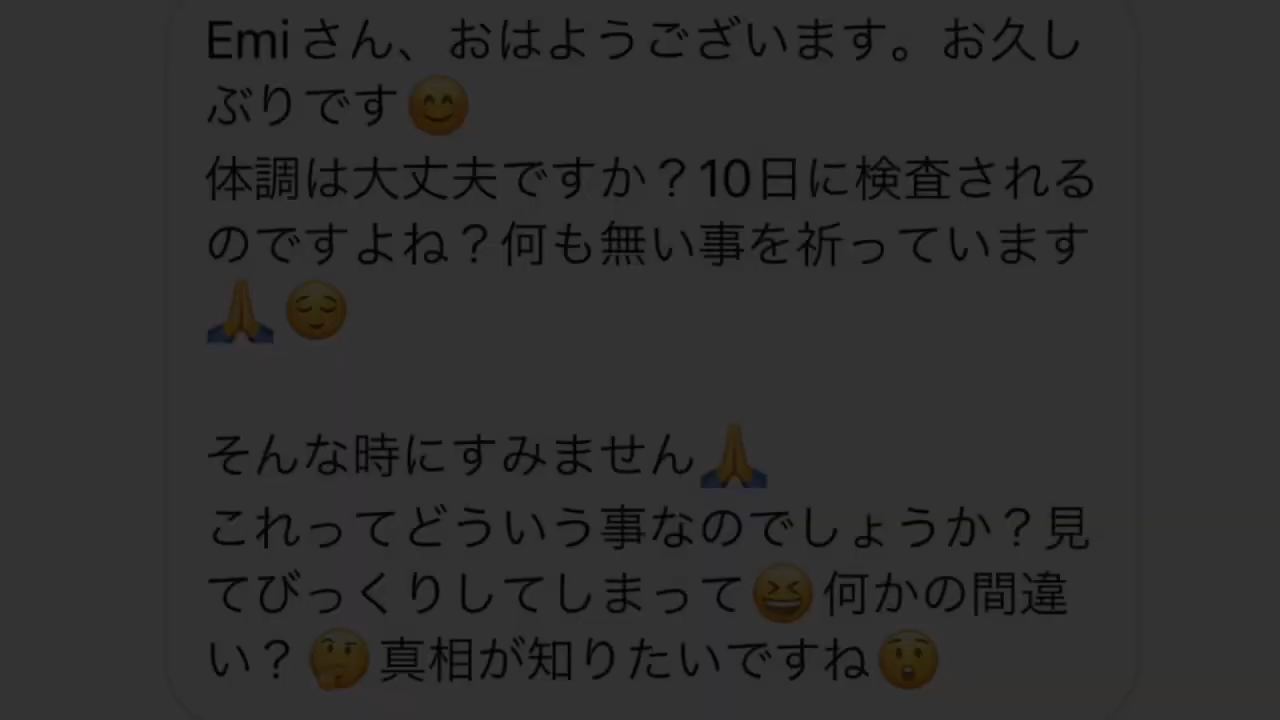 Emiさん、おはようございます。お久し
ぶりです😊
体調は大丈夫ですか？10日に検査される
のですよね？何も無い事を祈っています
🙏😌
そんな時にすみません🙏
これってどういう事なのでしょうか？見
てびっくりしてしまって😆何かの間違
い？🤔真相が知りたいですね😲